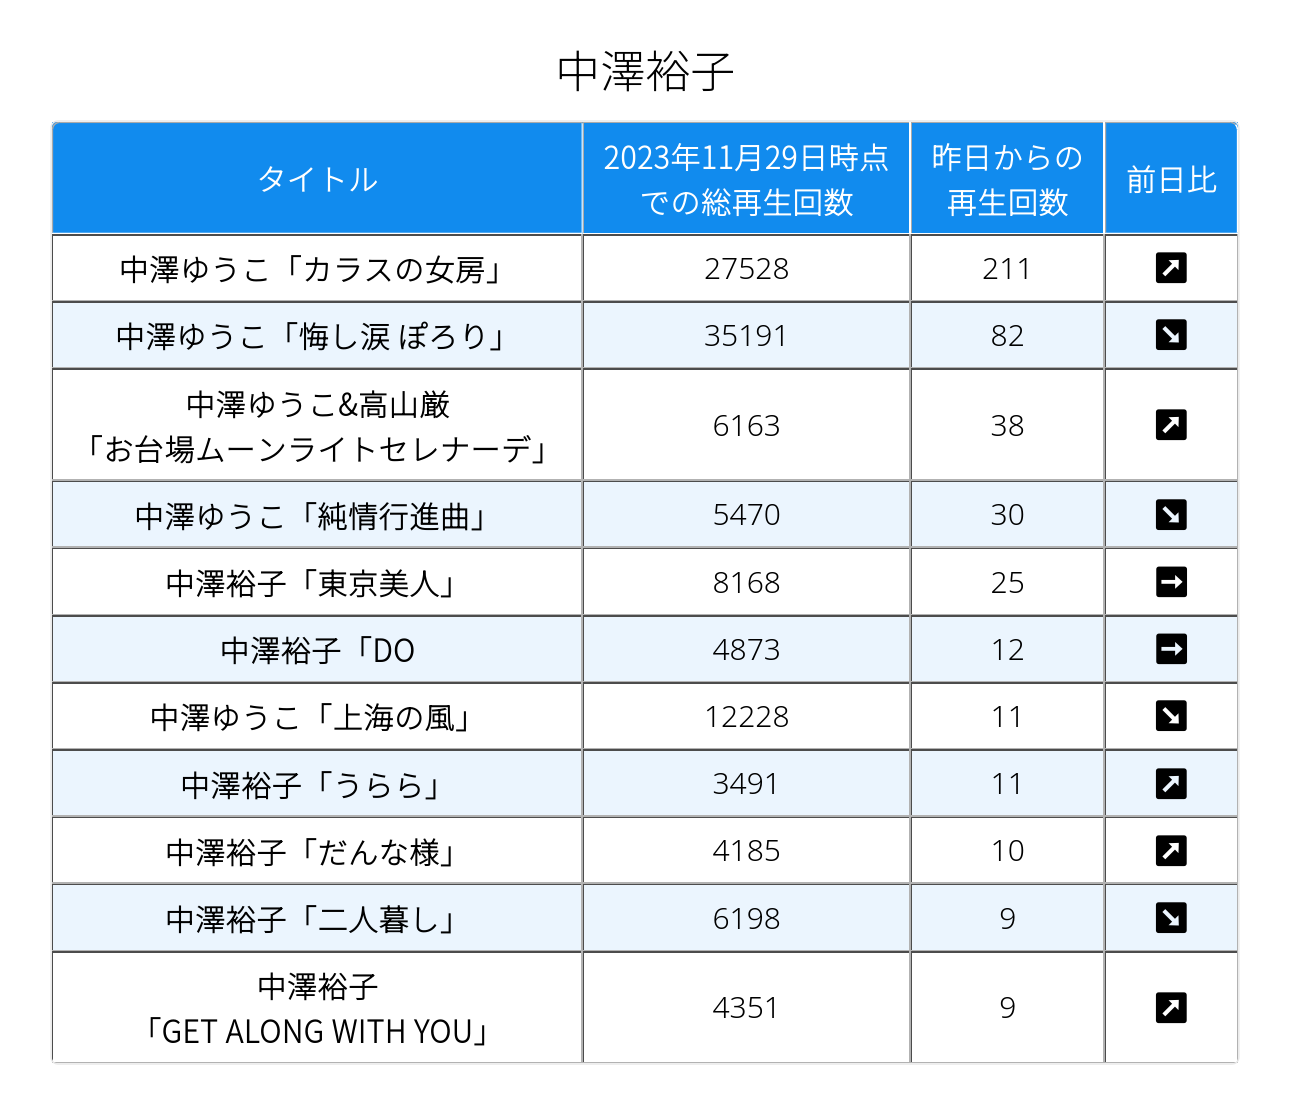 中澤裕子
タイトル
2023年11月29日時点
での総再生回数
昨日からの
再生回数
前日比
中澤ゆうこ「カラスの女房」 27528 211 ↗
中澤ゆうこ「悔し涙 ぽろり」 35191 82 ↘
中澤ゆうこ&高山厳
「お台場ムーンライトセレナーデ」 6163 38 ↗
中澤ゆうこ「純情行進曲」 5470 30 ↘
中澤裕子「東京美人」 8168 25 →
中澤裕子「DO 4873 12 →
中澤ゆうこ「上海の風」 12228 11 ↘
中澤裕子「うらら」 3491 11 ↗
中澤裕子「だんな様」 4185 10 ↗
中澤裕子「二人暮し」 6198 9 ↘
中澤裕子
「GET ALONG WITH YOU」 4351 9 ↗